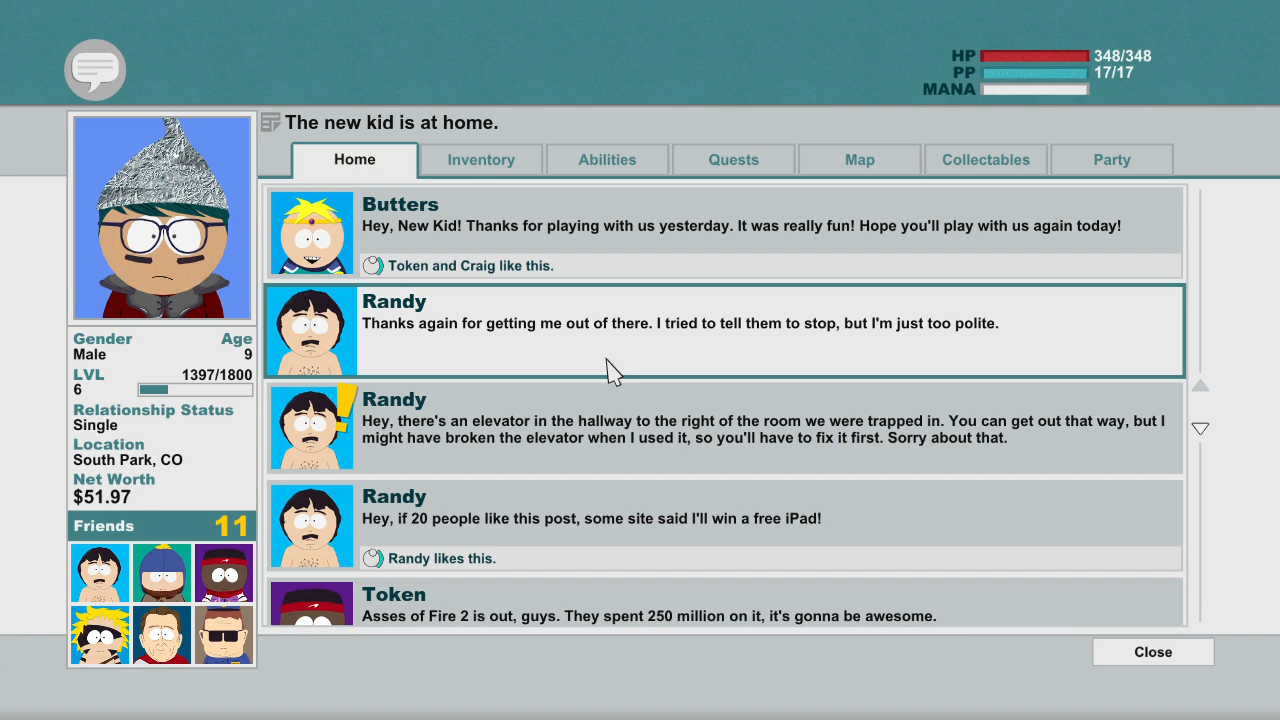 HP 348/348
PP 17/17
MANA
The new kid is at home.
Home Inventory Abilities Quests Map Collectables Party
Gender Age
Male 9
LVL 1397/1800
6
Relationship Status
Single
Location
South Park, CO
Net Worth
$51.97
Friends 11
Butters
Hey, New Kid! Thanks for playing with us yesterday. It was really fun! Hope you'll play with us again today!
Token and Craig like this.
Randy
Thanks again for getting me out of there. I tried to tell them to stop, but I'm just too polite.
Randy
Hey, there's an elevator in the hallway to the right of the room we were trapped in. You can get out that way, but I
might have broken the elevator when I used it, so you'll have to fix it first. Sorry about that.
Randy
Hey, if 20 people like this post, some site said I'll win a free iPad!
Randy likes this.
Token
Asses of Fire 2 is out, guys. They spent 250 million on it, it's gonna be awesome.
Close